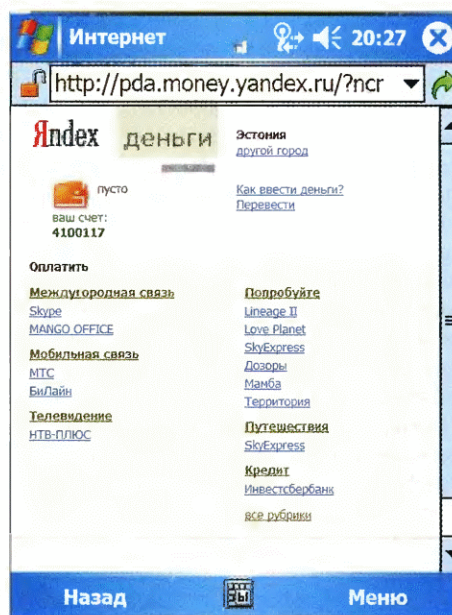 Интернет 20:27
http://pda.money.yandex.ru/?ncr
Яndex деньги
Эстония
другой город
пусто
ваш счет:
4100117
Как ввести деньги?
Перевести
Оплатить
Междугородная связь
Skype
MANGO OFFICE
Мобильная связь
МТС
БиЛайн
Телевидение
НТВ-ПЛЮС
Попробуйте
Lineage II
Love Planet
SkyExpress
Дозоры
Мамба
Территория
Путешествия
SkyExpress
Кредит
Инвестсбербанк
все рубрики
Назад зы Меню